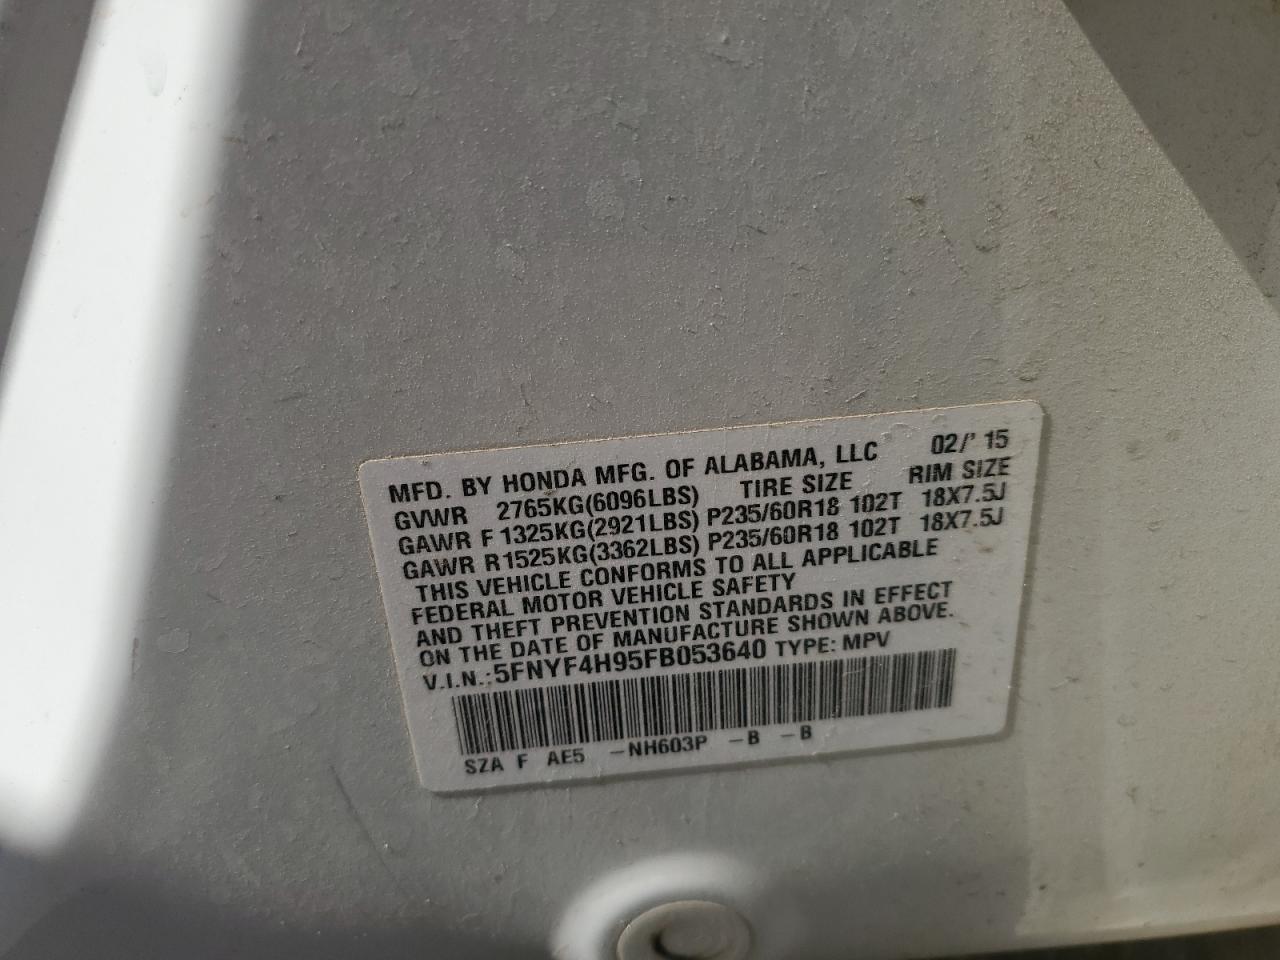 MFD. BY HONDA MFG. OF ALABAMA, LLC 02/' 15
GVWR 2765KG(6096LBS) TIRE SIZE RIM SIZE
GAWR F 1325KG(2921LBS) P235/60R18 102T 18X7.5J
GAWR R1525KG(3362LBS) P235/60R18 102T 18X7.5J
THIS VEHICLE CONFORMS TO ALL APPLICABLE
FEDERAL MOTOR VEHICLE SAFETY
AND THEFT PREVENTION STANDARDS IN EFFECT
ON THE DATE OF MANUFACTURE SHOWN ABOVE.
V.I.N.:5FNYF4H95FB053640 TYPE: MPV
SZA F AE5 -NH603P -B -B